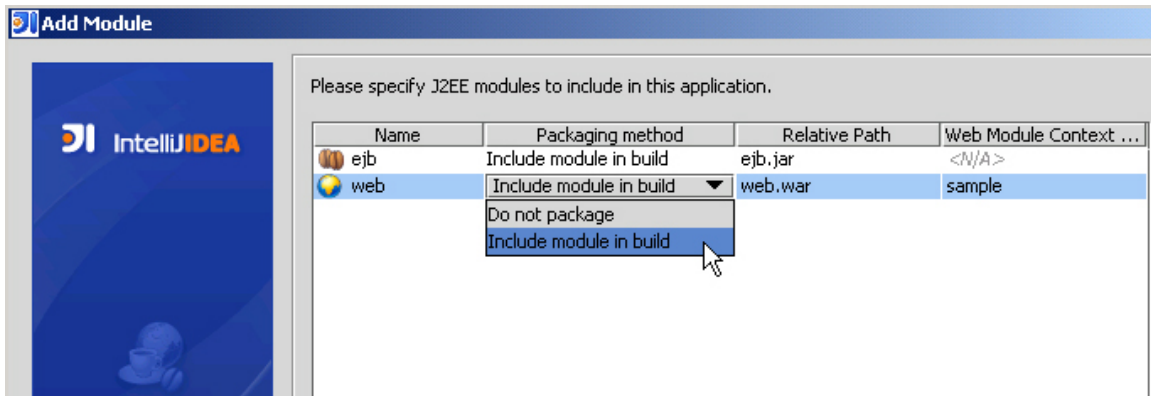 Add Module
Please specify J2EE modules to include in this application.
IntelliJIDEA
Name Packaging method Relative Path Web Module Context ...
ejb Include module in build ejb.jar <N/A>
web Include module in build web.war sample
Do not package
Include module in build